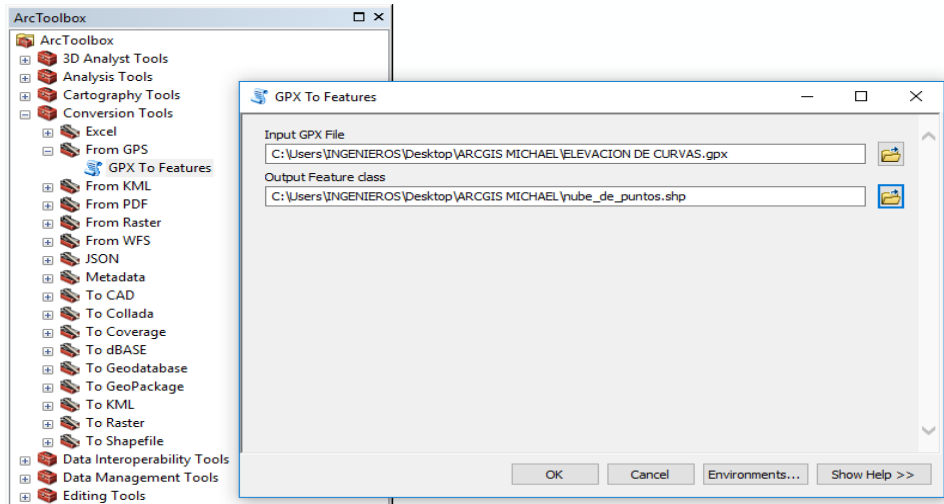 ArcToolbox
ArcToolbox
3D Analyst Tools
Analysis Tools
Cartography Tools
Conversion Tools
Excel
From GPS
GPX To Features
From KML
From PDF
From Raster
From WFS
JSON
Metadata
To CAD
To Collada
To Coverage
To dBASE
To Geodatabase
To GeoPackage
To KML
To Raster
To Shapefile
Data Interoperability Tools
Data Management Tools
Editing Tools
GPX To Features
Input GPX File
C:\Users\INGENIEROS\Desktop\ARCGIS MICHAEL\ELEVACION DE CURVAS.gpx
Output Feature class
C:\Users\INGENIEROS\Desktop\ARCGIS MICHAEL\nube_de_puntos.shp
OK Cancel Environments... Show Help >>